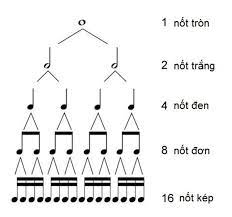 1 nốt tròn
2 nốt trắng
4 nốt đen
8 nốt đơn
16 nốt kép